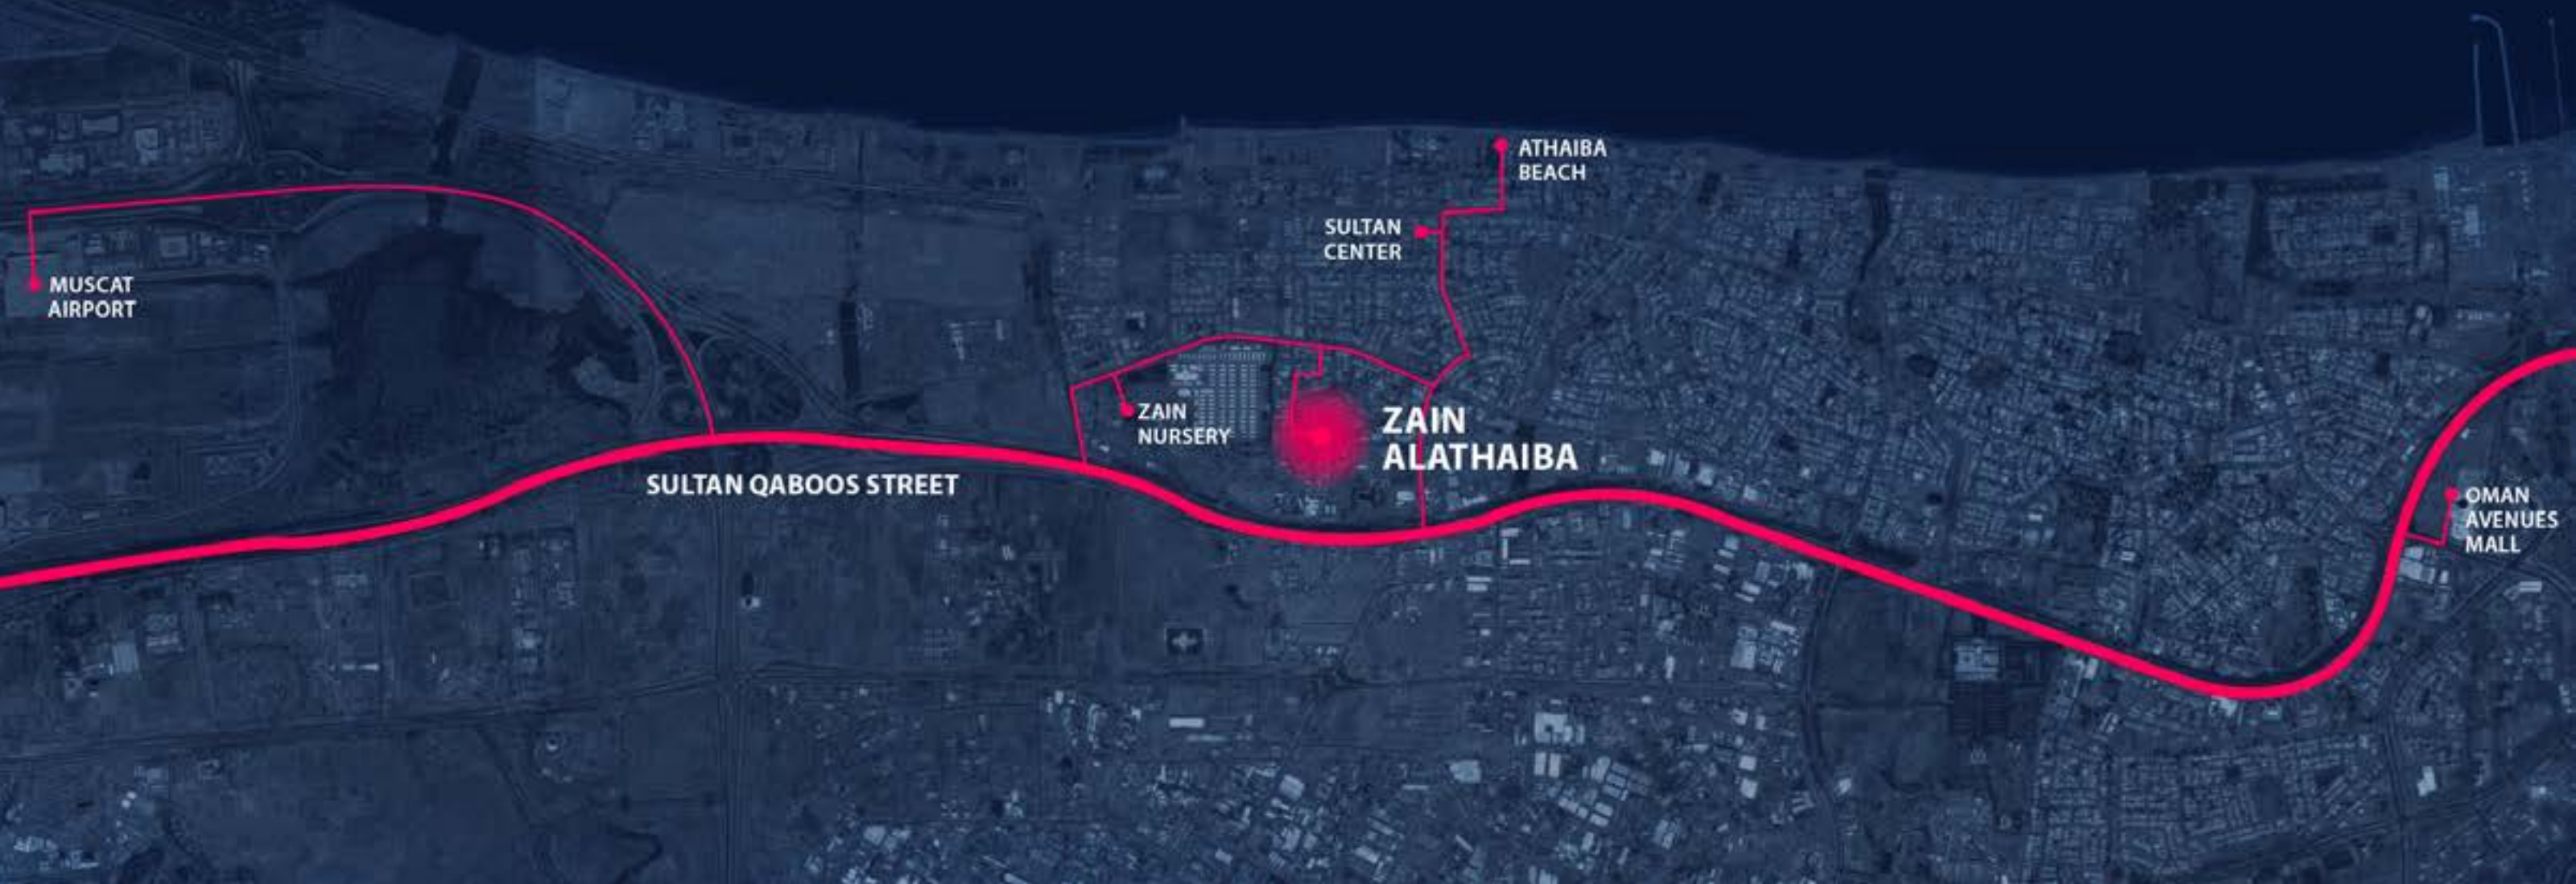 ATHAIBA
BEACH
SULTAN
CENTER
MUSCAT
AIRPORT
ZAIN
NURSERY
ZAIN
ALATHAIBA
SULTAN QABOOS STREET
OMAN
AVENUES
MALL